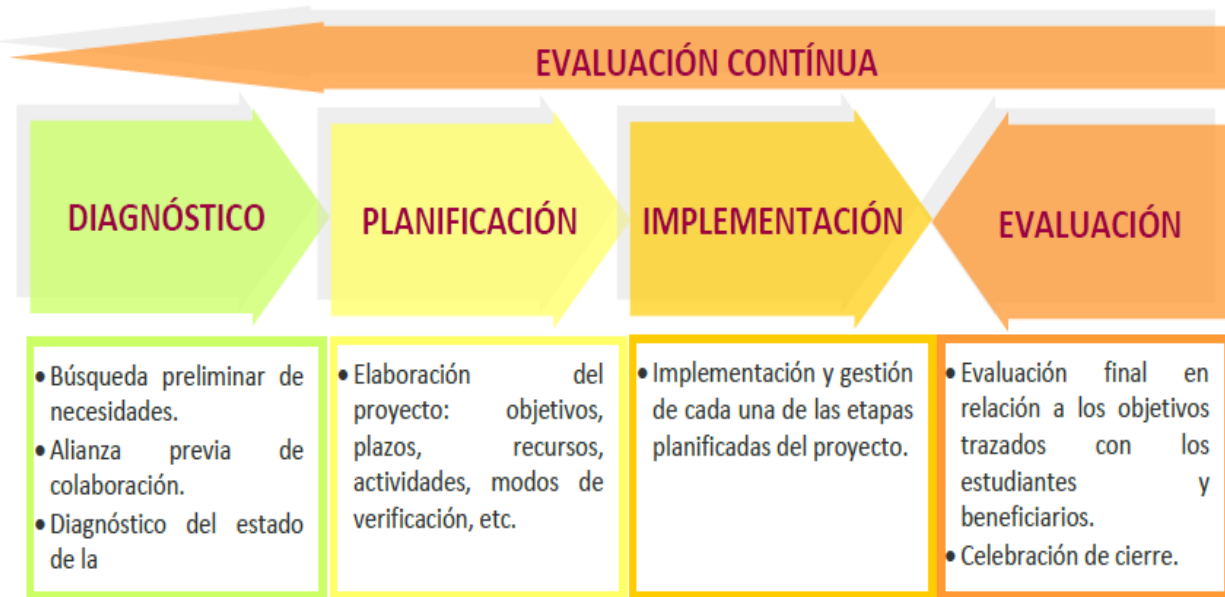 EVALUACIÓN CONTÍNUA
DIAGNÓSTICO
PLANIFICACIÓN
IMPLEMENTACIÓN
EVALUACIÓN
• Búsqueda preliminar de
necesidades.
• Alianza previa de
colaboración.
• Diagnóstico del estado
de la
• Elaboración del
proyecto: objetivos,
plazos, recursos,
actividades, modos de
verificación, etc.
• Implementación y gestión
de cada una de las etapas
planificadas del proyecto.
• Evaluación final en
relación a los objetivos
trazados con los
estudiantes y
beneficiarios.
• Celebración de cierre.